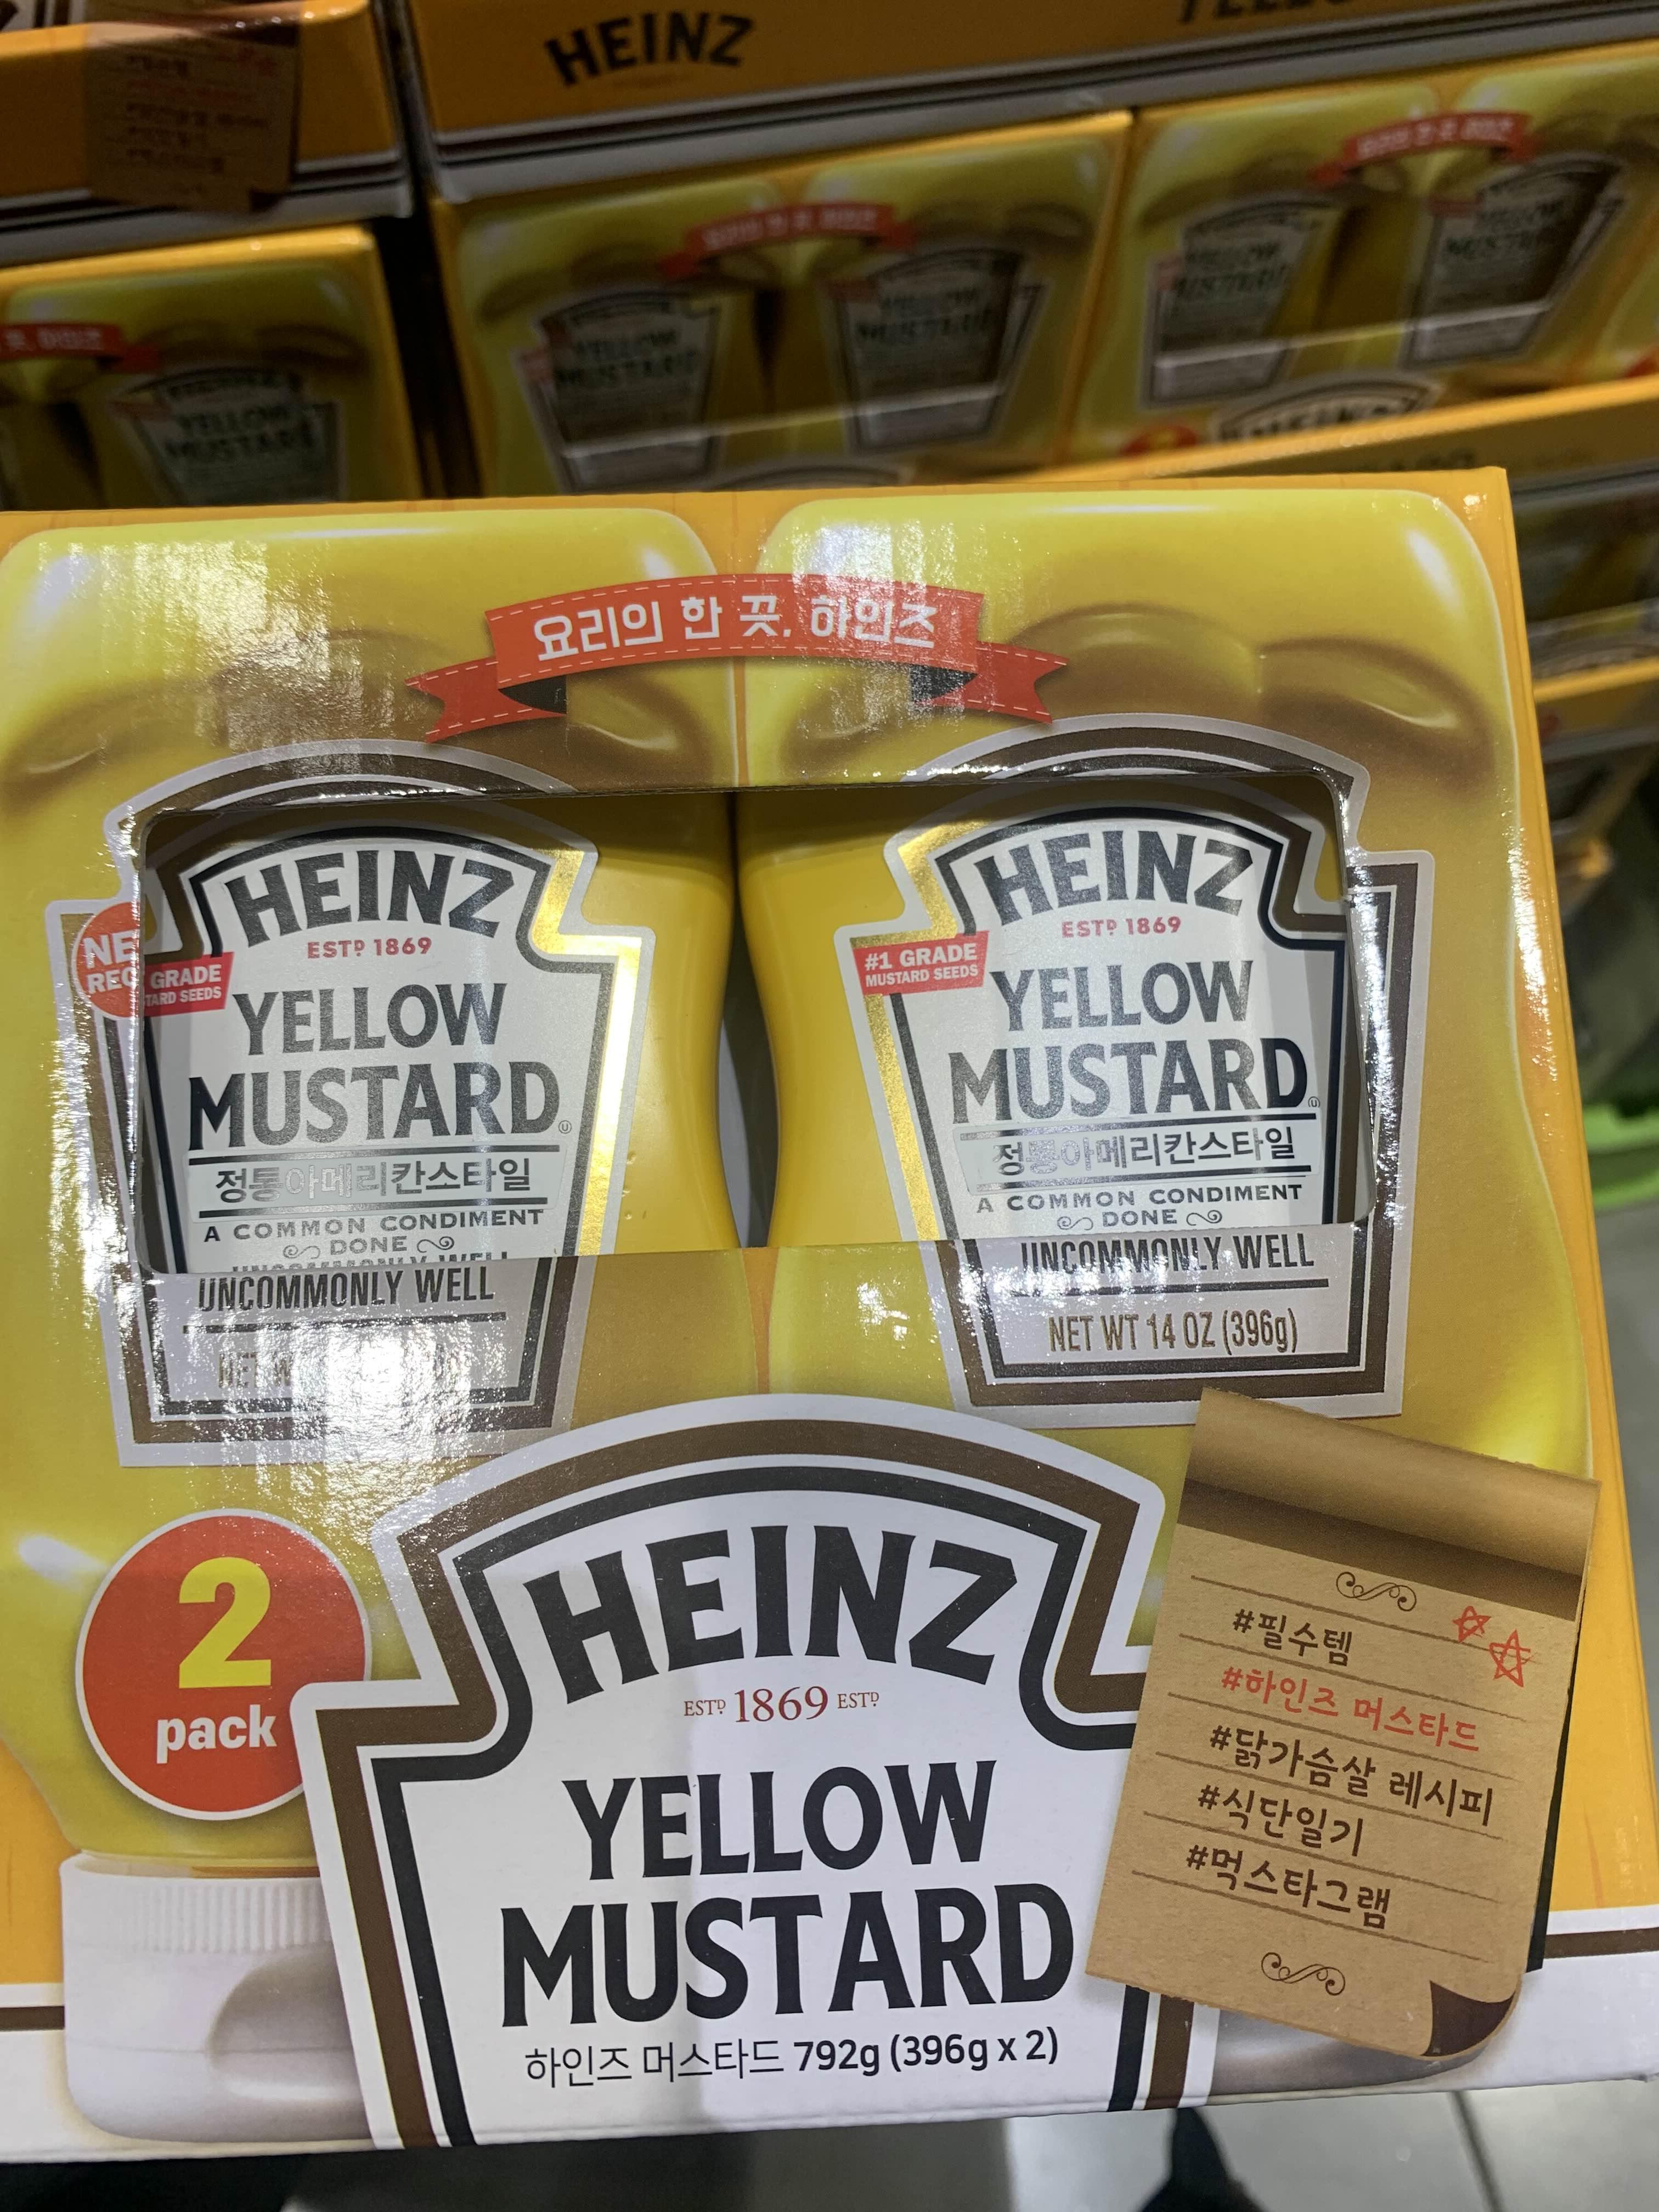 HEINZ
요리의 한 끗, 하인즈
HEINZ
ESTD 1869
GRADE
YELLOW
MUSTARD
정통아메리칸스타일
A COMMON CONDIMENT
DONE
UNCOMMONLY WELL
HEINZ
ESTD 1869
#1 GRADE
MUSTARD SEEDS
YELLOW
MUSTARD
정통아메리칸스타일
A COMMON CONDIMENT
DONE
UNCOMMONLY WELL
NET WT 14 OZ (396g)
2
pack
HEINZ
ESTD 1869 ESTD
YELLOW
MUSTARD
하인즈 머스타드 792g (396g x 2)
#필수템
#하인즈 머스타드
#닭가슴살 레시피
#식단일기
#먹스타그램